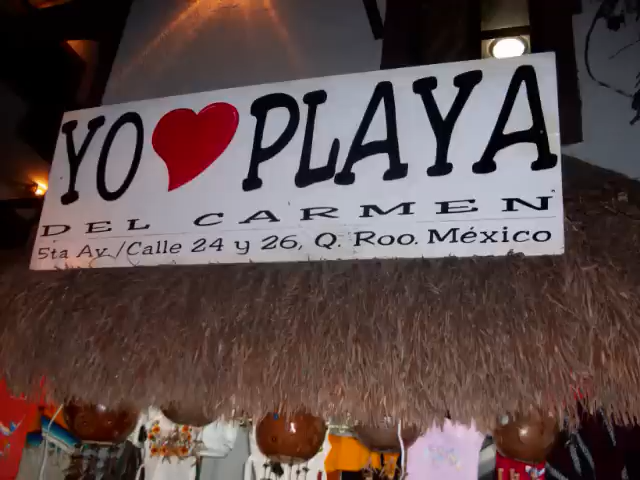 YO ❤ PLAYA
DEL CARMEN
5ta Av./Calle 24 y 26, Q. Roo. México